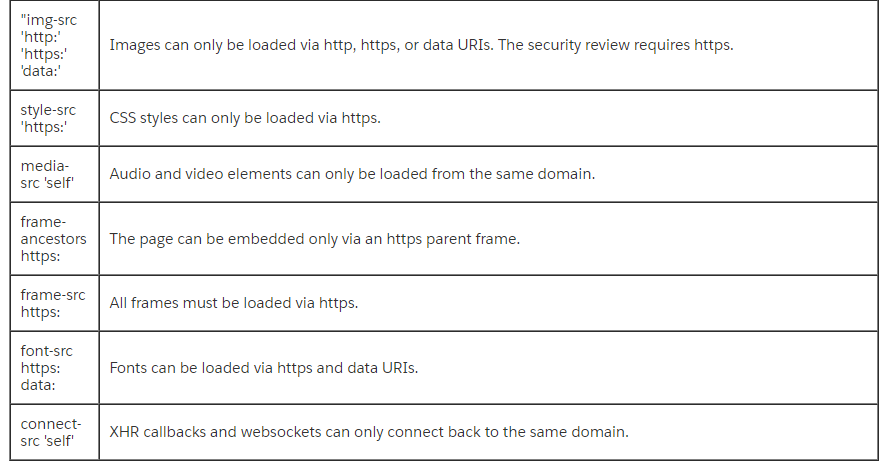 "img-src
'http:'
'https:'
'data:'
Images can only be loaded via http, https, or data URIs. The security review requires https.
style-src
'https:'
CSS styles can only be loaded via https.
media-
src 'self'
Audio and video elements can only be loaded from the same domain.
frame-
ancestors
https:
The page can be embedded only via an https parent frame.
frame-src
https:
All frames must be loaded via https.
font-src
https:
data:
Fonts can be loaded via https and data URIs.
connect-
src 'self'
XHR callbacks and websockets can only connect back to the same domain.